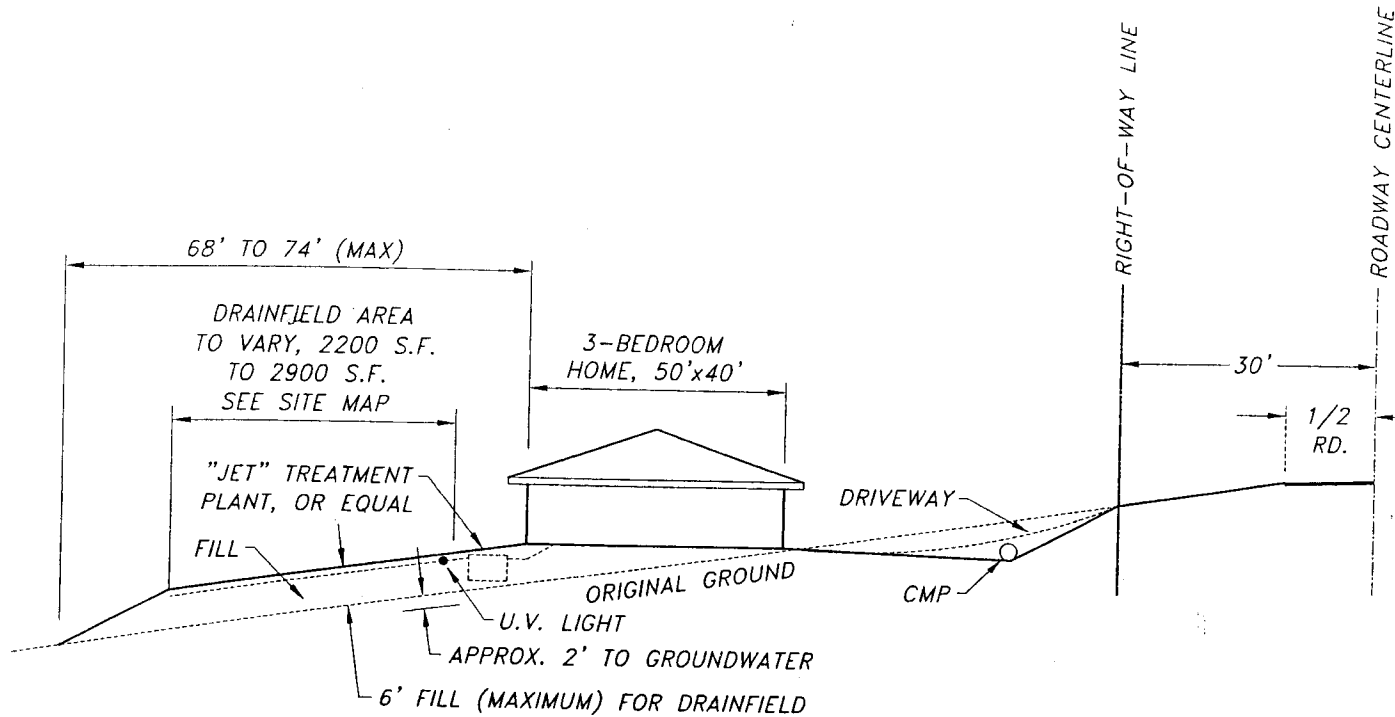 RIGHT-OF-WAY LINE
ROADWAY CENTERLINE
68' TO 74' (MAX)
DRAINFIELD AREA
TO VARY, 2200 S.F.
TO 2900 S.F.
SEE SITE MAP
3-BEDROOM
HOME, 50'x40'
30'
1/2
RD.
"JET" TREATMENT
PLANT, OR EQUAL
DRIVEWAY
FILL
ORIGINAL GROUND
CMP
U.V. LIGHT
APPROX. 2' TO GROUNDWATER
6' FILL (MAXIMUM) FOR DRAINFIELD